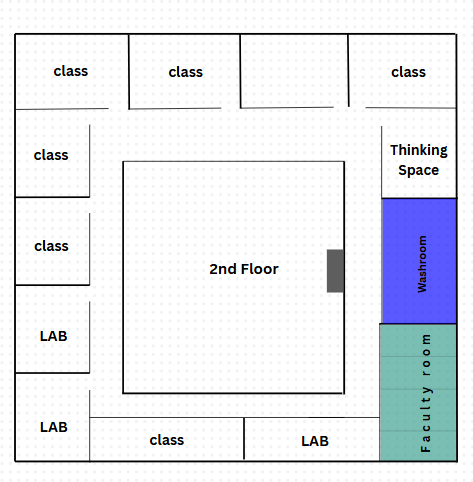 class
class
class
class
Thinking
Space
class
2nd Floor
Washroom
LAB
Faculty room
LAB
class
LAB